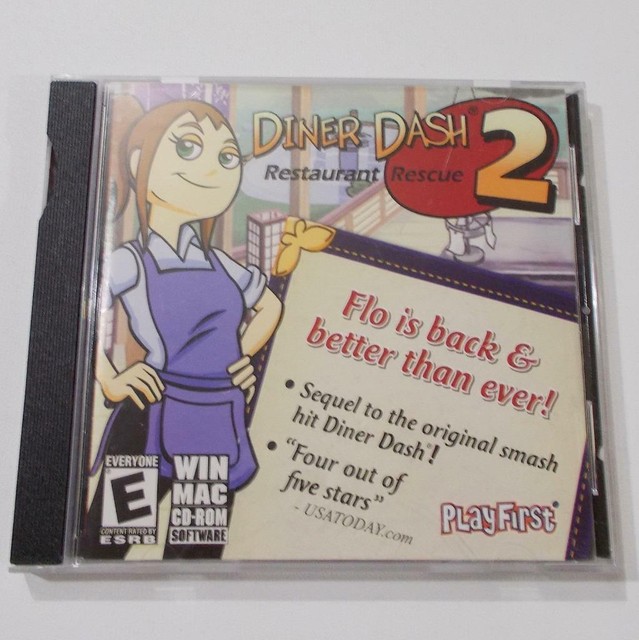 DINER DASH® 2
Restaurant Rescue
Flo is back &
better than ever!
• Sequel to the original smash
hit Diner Dash®!
• "Four out of
five stars"
- USATODAY.com
PLAYFIRST®
EVERYONE
E
CONTENT RATED BY
ESRB
WIN
MAC
CD-ROM
SOFTWARE